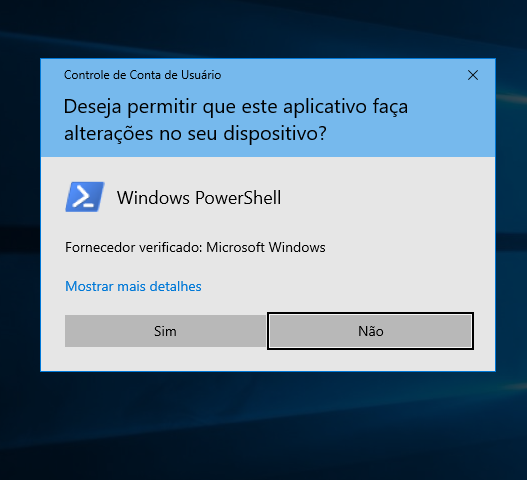 Controle de Conta de Usuário
Deseja permitir que este aplicativo faça
alterações no seu dispositivo?
Windows PowerShell
Fornecedor verificado: Microsoft Windows
Mostrar mais detalhes
Sim
Não